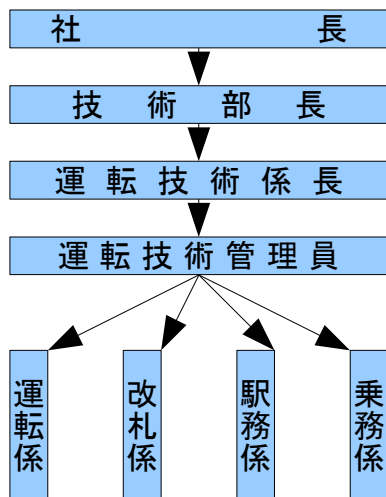 社長
技術部長
運転技術係長
運転技術管理員
運転係
改札係
駅務係
乗務係